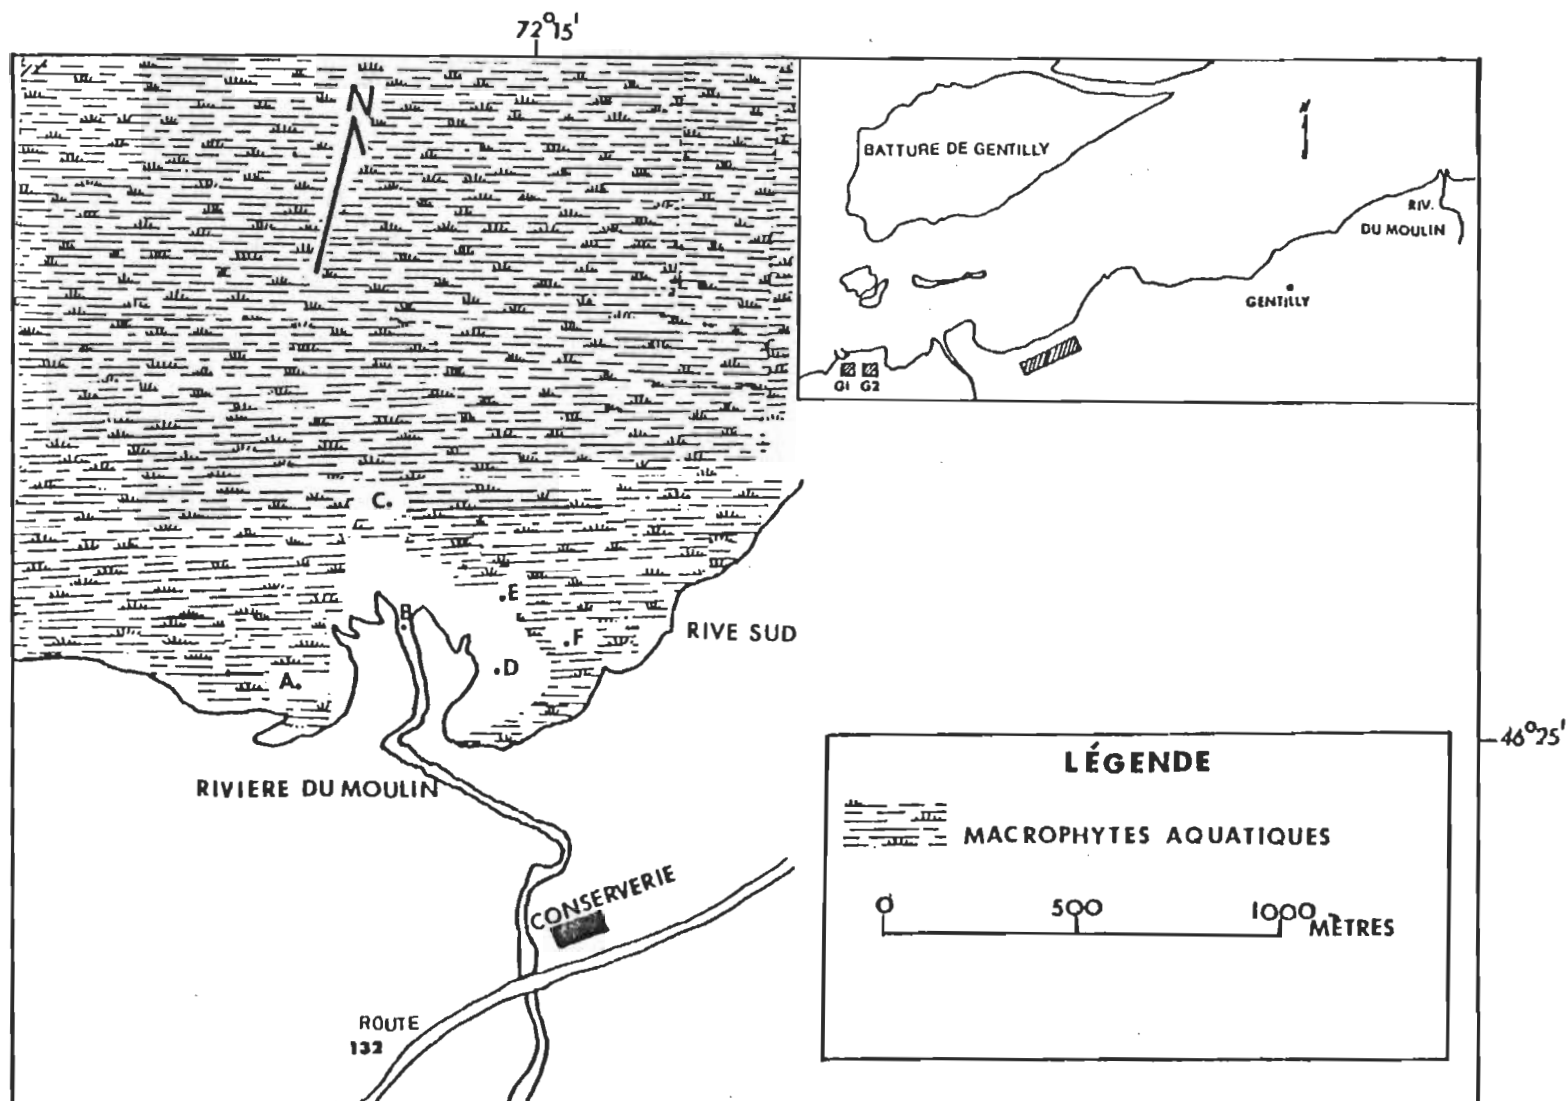 72°15'
N
N
BATTURE DE GENTILLY
RIV.
DU MOULIN
GENTILLY
G1 G2
C.
.E
B
RIVE SUD
.F
.D
A.
46°25'
LÉGENDE
RIVIERE DU MOULIN
MACROPHYTES AQUATIQUES
CONSERVERIE
0 500 1000 MÈTRES
ROUTE
132